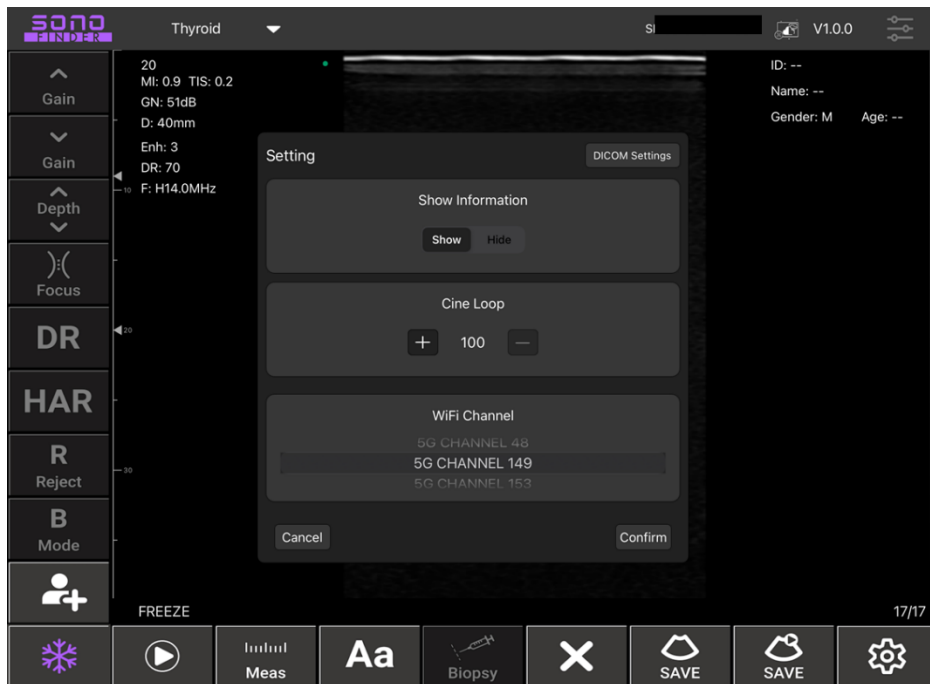 SONO
FINDER
Thyroid
V1.0.0
Gain
Gain
Depth
Focus
DR
HAR
R
Reject
B
Mode
20
MI: 0.9 TIS: 0.2
GN: 51dB
D: 40mm
Enh: 3
DR: 70
F: H14.0MHz
10
20
30
ID: --
Name: --
Gender: M Age: --
Setting
DICOM Settings
Show Information
Show Hide
Cine Loop
+ 100 —
WiFi Channel
5G CHANNEL 48
5G CHANNEL 149
5G CHANNEL 153
Cancel Confirm
FREEZE
17/17
Meas
Aa
Biopsy
SAVE
SAVE